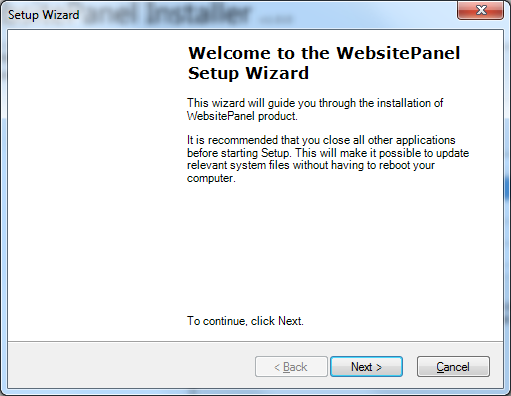 Panel Installer
Setup Wizard
Welcome to the WebsitePanel
Setup Wizard
This wizard will guide you through the installation of
WebsitePanel product.
It is recommended that you close all other applications
before starting Setup. This will make it possible to update
relevant system files without having to reboot your
computer.
To continue, click Next.
< Back
Next >
Cancel